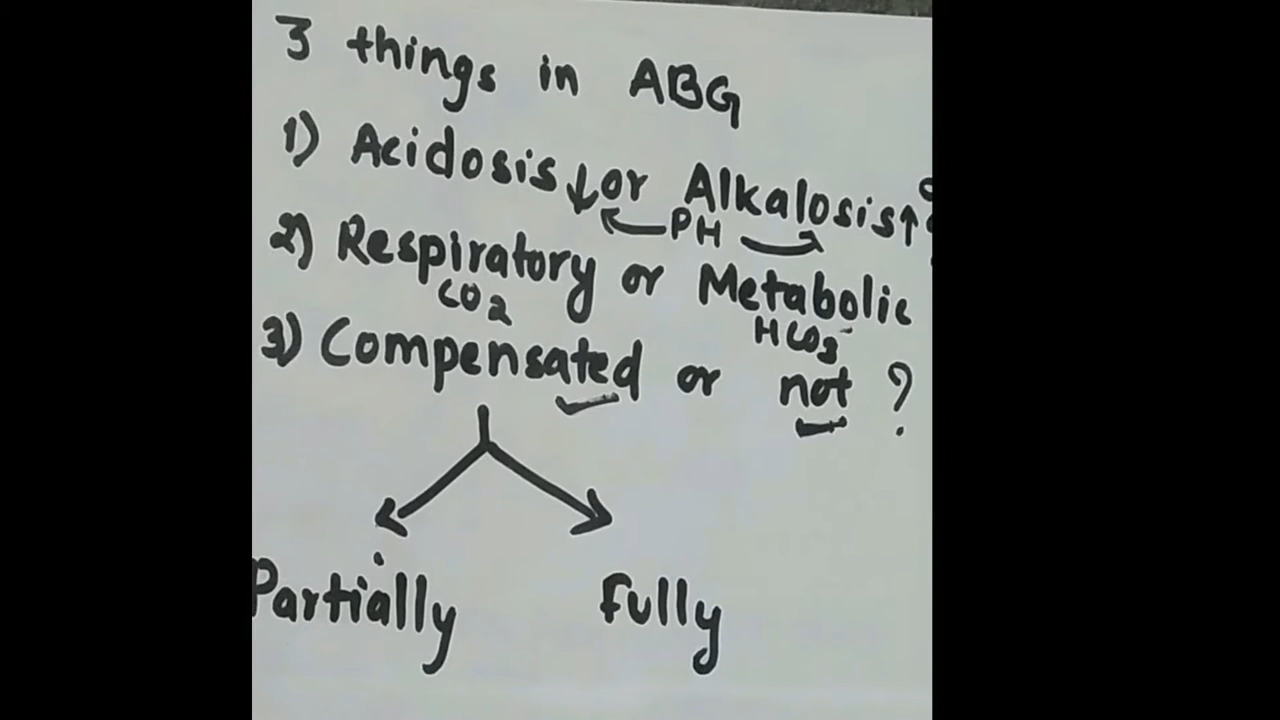 3 things in ABG
1) Acidosis↓ or Alkalosis↑
PH
2) Respiratory or Metabolic
CO2 HCO3-
3) Compensated or not ?
Partially Fully